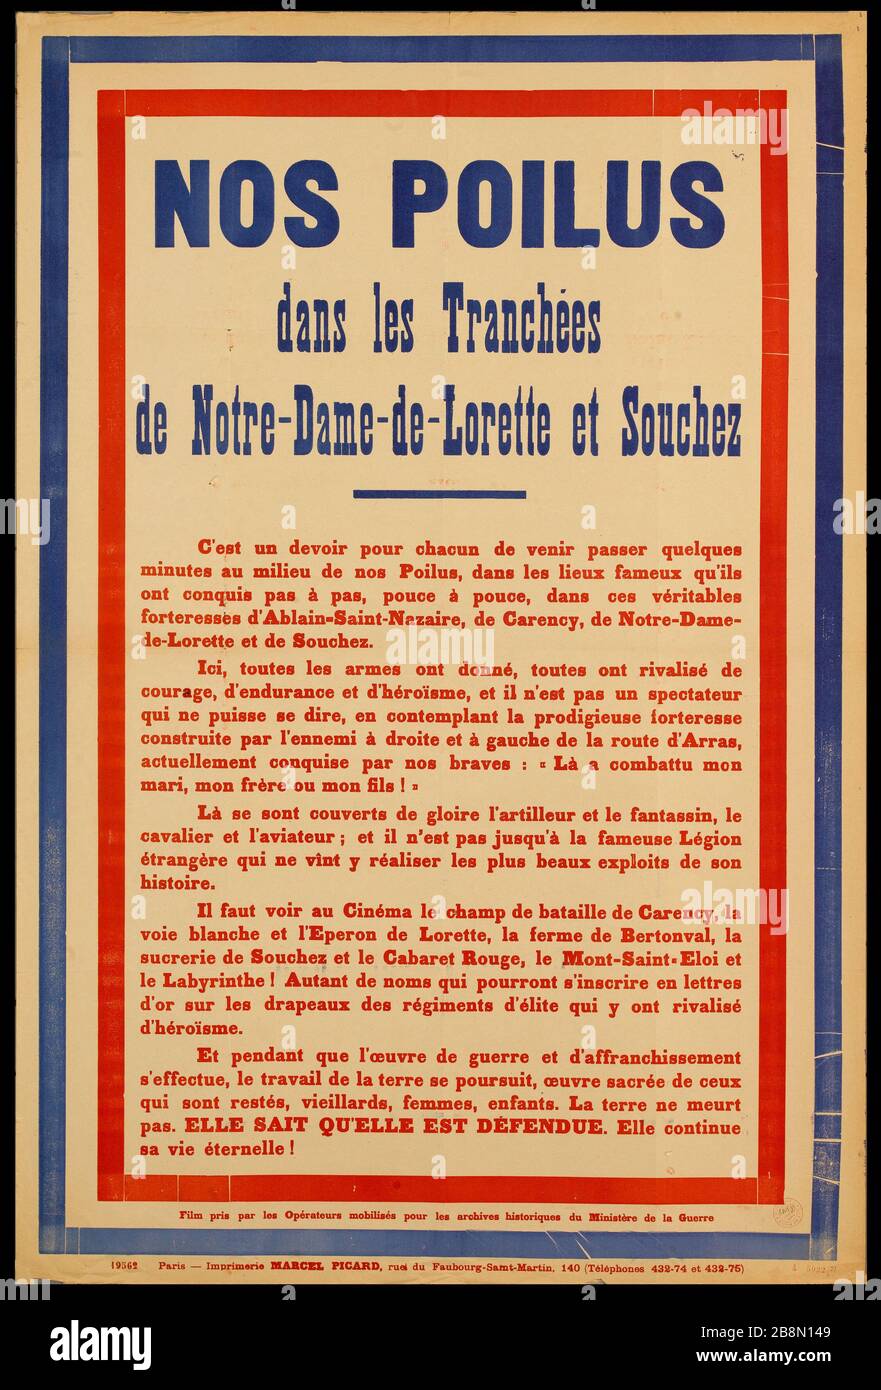 NOS POILUS
dans les Tranchées
de Notre-Dame-de-Lorette et Souchez
C'est un devoir pour chacun de venir passer quelques
minutes au milieu de nos Poilus, dans les lieux fameux qu'ils
ont conquis pas à pas, pouce à pouce, dans ces véritables
forteresses d'Ablain-Saint-Nazaire, de Carency, de Notre-Dame-
de-Lorette et de Souchez.
Ici, toutes les armes ont donné, toutes ont rivalisé de
courage, d'endurance et d'héroïsme, et il n'est pas un spectateur
qui ne puisse se dire, en contemplant la prodigieuse forteresse
construite par l'ennemi à droite et à gauche de la route d'Arras,
actuellement conquise par nos braves : « Là a combattu mon
mari, mon frère ou mon fils ! »
Là se sont couverts de gloire l'artilleur et le fantassin, le
cavalier et l'aviateur ; et il n'est pas jusqu'à la fameuse Légion
étrangère qui ne vînt y réaliser les plus beaux exploits de son
histoire.
Il faut voir au Cinéma le champ de bataille de Carency, la
voie blanche et l'Eperon de Lorette, la ferme de Bertonval, la
sucrerie de Souchez et le Cabaret Rouge, le Mont-Saint-Eloi et
le Labyrinthe ! Autant de noms qui pourront s'inscrire en lettres
d'or sur les drapeaux des régiments d'élite qui y ont rivalisé
d'héroïsme.
Et pendant que l'œuvre de guerre et d'affranchissement
s'effectue, le travail de la terre se poursuit, œuvre sacrée de ceux
qui sont restés, vieillards, femmes, enfants. La terre ne meurt
pas. ELLE SAIT QU'ELLE EST DÉFENDUE. Elle continue
sa vie éternelle !
Film pris par les Opérateurs mobilisés pour les archives historiques du Ministère de la Guerre
19562 Paris — Imprimerie MARCEL PICARD, rue du Faubourg-Saint-Martin, 140 (Téléphones 432-74 et 432-75)
alamy
Image ID: 2B8N149
www.alamy.com